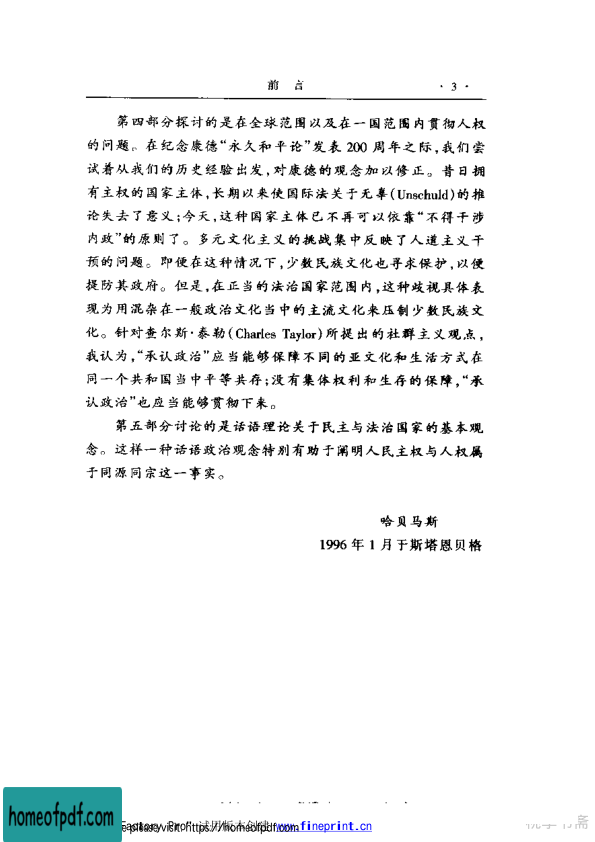 前 言
· 3 ·
第四部分探讨的是在全球范围以及在一国范围内贯彻人权
的问题。在纪念康德“永久和平论”发表 200 周年之际,我们尝
试着从我们的历史经验出发,对康德的观念加以修正。昔日拥
有主权的国家主体,长期以来使国际法关于无辜(Unschuld)的推
论失去了意义;今天,这种国家主体已不再可以依靠“不得干涉
内政”的原则了。多元文化主义的挑战集中反映了人道主义干
预的问题。即便在这种情况下,少数民族文化也寻求保护,以便
提防其政府。但是,在正当的法治国家范围内,这种歧视具体表
现为用混杂在一般政治文化当中的主流文化来压制少数民族文
化。针对查尔斯·泰勒(Charles Taylor)所提出的社群主义观点,
我认为,“承认政治”应当能够保障不同的亚文化和生活方式在
同一个共和国当中平等共存;没有集体权利和生存的保障,“承
认政治”也应当能够贯彻下来。
第五部分讨论的是话语理论关于民主与法治国家的基本观
念。这样一种话语政治观念特别有助于阐明人民主权与人权属
于同源同宗这一事实。
哈贝马斯
1996 年 1 月于斯塔恩贝格
homeofpdf.com
Factory Pro" 试用版本创建 www.fineprint.cn
please visit: https://homeofpdf.com
书斋